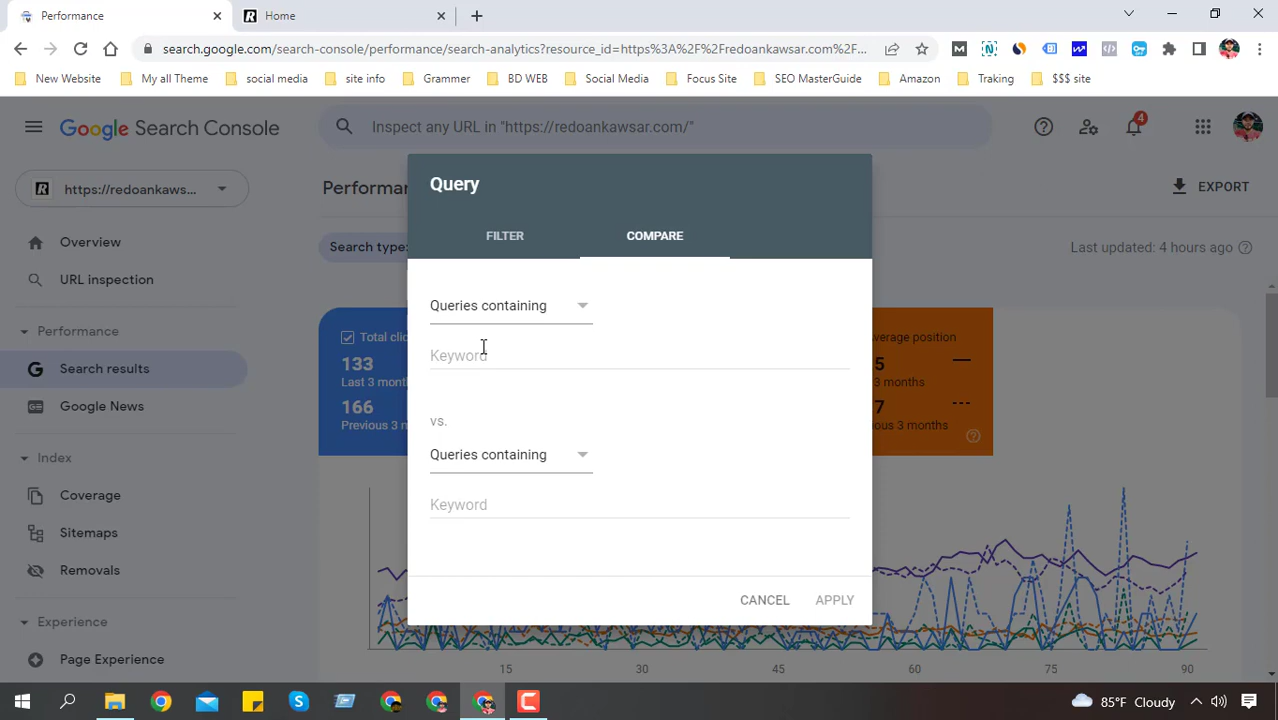 Performance
Home
search.google.com/search-console/performance/search-analytics?resource_id=https%3A%2F%2Fredoankawsar.com%2F...
New Website
My all Theme
social media
site info
Grammer
BD WEB
Social Media
Focus Site
SEO MasterGuide
Amazon
Traking
$$$ site
Google Search Console
Inspect any URL in "https://redoankawsar.com/"
4
https://redoankaws...
Performan
EXPORT
Search type:
Last updated: 4 hours ago
Overview
URL inspection
Performance
Search results
Google News
Index
Coverage
Sitemaps
Removals
Experience
Page Experience
Query
FILTER
COMPARE
Queries containing
Keyword
vs.
Queries containing
Keyword
CANCEL
APPLY
Total clic
133
Last 3 mont
166
Previous 3 m
verage position
5
months
7
vious 3 months
15
30
45
60
75
90
85°F Cloudy